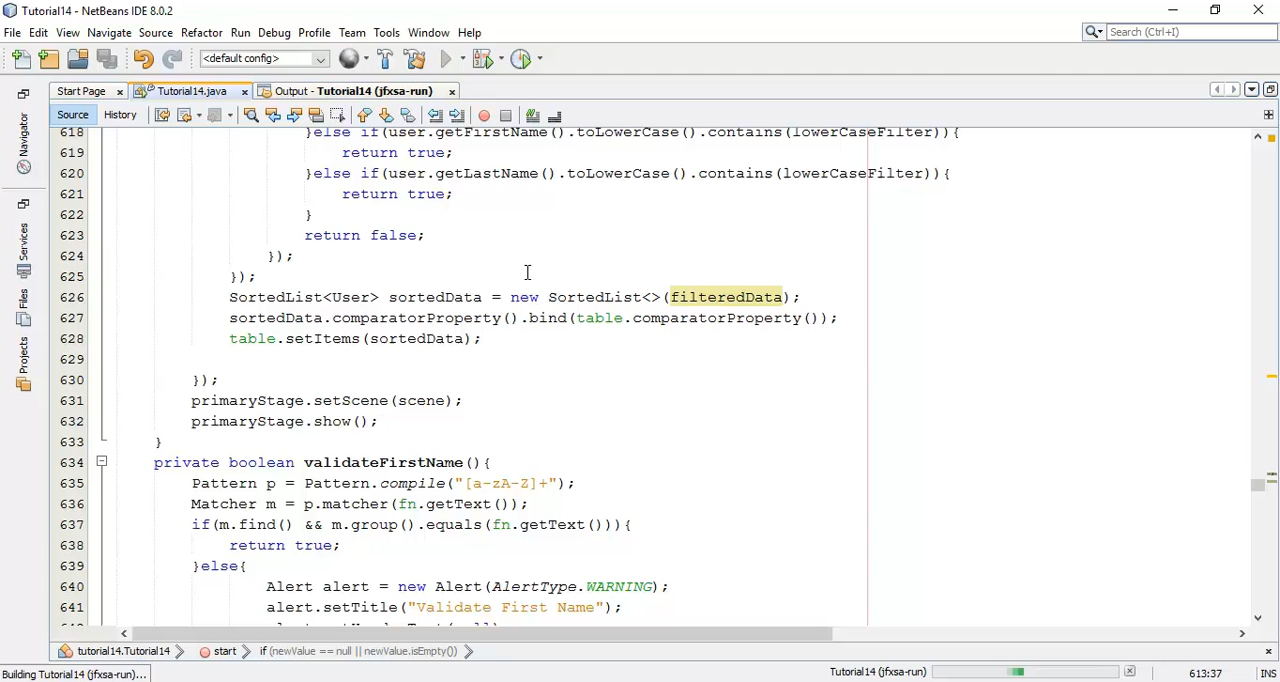 Tutorial14 - NetBeans IDE 8.0.2
File Edit View Navigate Source Refactor Run Debug Profile Team Tools Window Help
Search (Ctrl+I)
<default config>
Start Page Tutorial14.java Output - Tutorial14 (jfxsa-run)
Source History
Navigator
Services
Files
Projects
618 }else if(user.getFirstName().toLowerCase().contains(lowerCaseFilter)){
619 return true;
620 }else if(user.getLastName().toLowerCase().contains(lowerCaseFilter)){
621 return true;
622 }
623 return false;
624 });
625 });
626 SortedList<User> sortedData = new SortedList<>(filteredData);
627 sortedData.comparatorProperty().bind(table.comparatorProperty());
628 table.setItems(sortedData);
629
630 });
631 primaryStage.setScene(scene);
632 primaryStage.show();
633 }
634 private boolean validateFirstName(){
635 Pattern p = Pattern.compile("[a-zA-Z]+");
636 Matcher m = p.matcher(fn.getText());
637 if(m.find() && m.group().equals(fn.getText())){
638 return true;
639 }else{
640 Alert alert = new Alert(AlertType.WARNING);
641 alert.setTitle("Validate First Name");
tutorial14.Tutorial14 start if (newValue == null || newValue.isEmpty())
Building Tutorial14 (jfxsa-run)... Tutorial14 (jfxsa-run) 613:37 INS